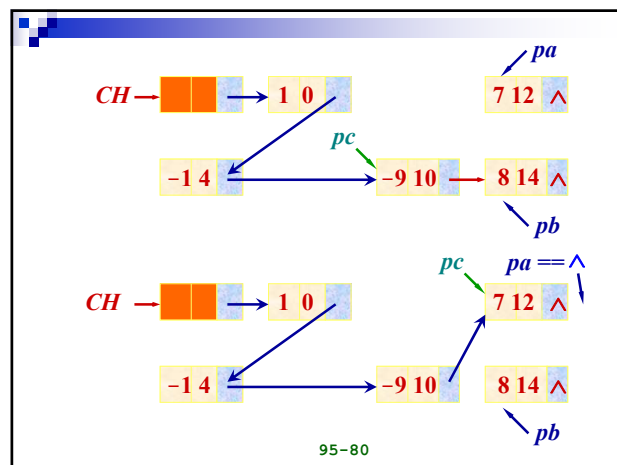 pa
CH 1 0 7 12 ∧
pc
−1 4 −9 10 8 14 ∧
pb
pc pa == ∧
CH 1 0 7 12 ∧
−1 4 −9 10 8 14 ∧
pb
95-80